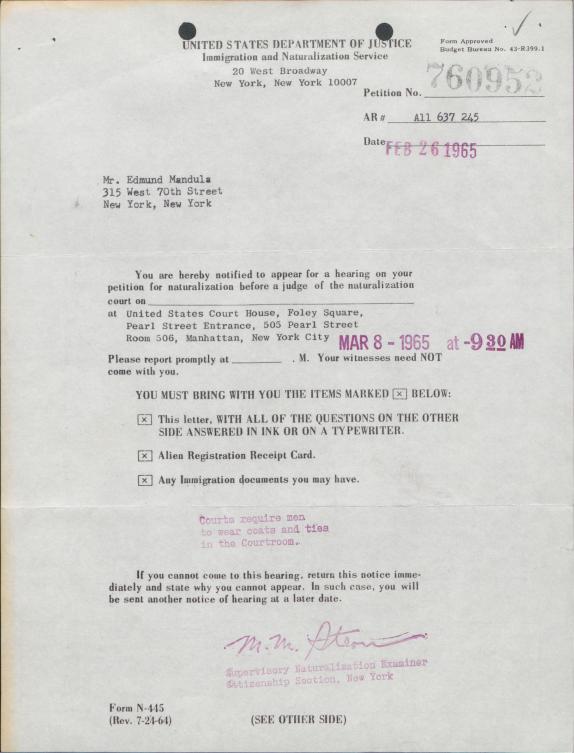 UNITED STATES DEPARTMENT OF JUSTICE
Immigration and Naturalization Service
20 West Broadway
New York, New York 10007
Form Approved
Budget Bureau No. 43-R399.1
Petition No. 760952
AR # A11 637 245
Date FEB 26 1965
Mr. Edmund Mandula
315 West 70th Street
New York, New York
You are hereby notified to appear for a hearing on your
petition for naturalization before a judge of the naturalization
court on
at United States Court House, Foley Square,
Pearl Street Entrance, 505 Pearl Street
Room 506, Manhattan, New York City MAR 8 - 1965 at - 9 30 AM
Please report promptly at . M. Your witnesses need NOT
come with you.
YOU MUST BRING WITH YOU THE ITEMS MARKED x BELOW:
x This letter, WITH ALL OF THE QUESTIONS ON THE OTHER
SIDE ANSWERED IN INK OR ON A TYPEWRITER.
x Alien Registration Receipt Card.
x Any Immigration documents you may have.
Courts require men
to wear coats and ties
in the Courtroom.
If you cannot come to this hearing, return this notice imme-
diately and state why you cannot appear. In such case, you will
be sent another notice of hearing at a later date.
M. M. Stern
Supervisory Naturalization Examiner
Citizenship Section, New York
Form N-445
(Rev. 7-24-64)
(SEE OTHER SIDE)